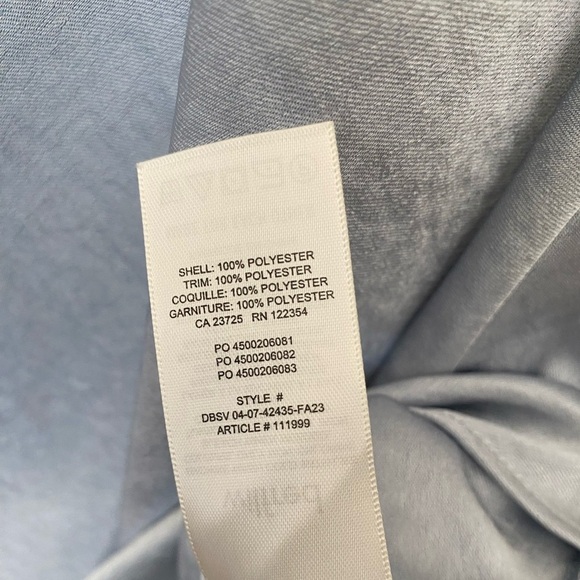 SHELL: 100% POLYESTER
TRIM: 100% POLYESTER
COQUILLE: 100% POLYESTER
GARNITURE: 100% POLYESTER
CA 23725 RN 122354
PO 4500206081
PO 4500206082
PO 4500206083
STYLE #
DBSV 04-07-42435-FA23
ARTICLE # 111999
wilfred